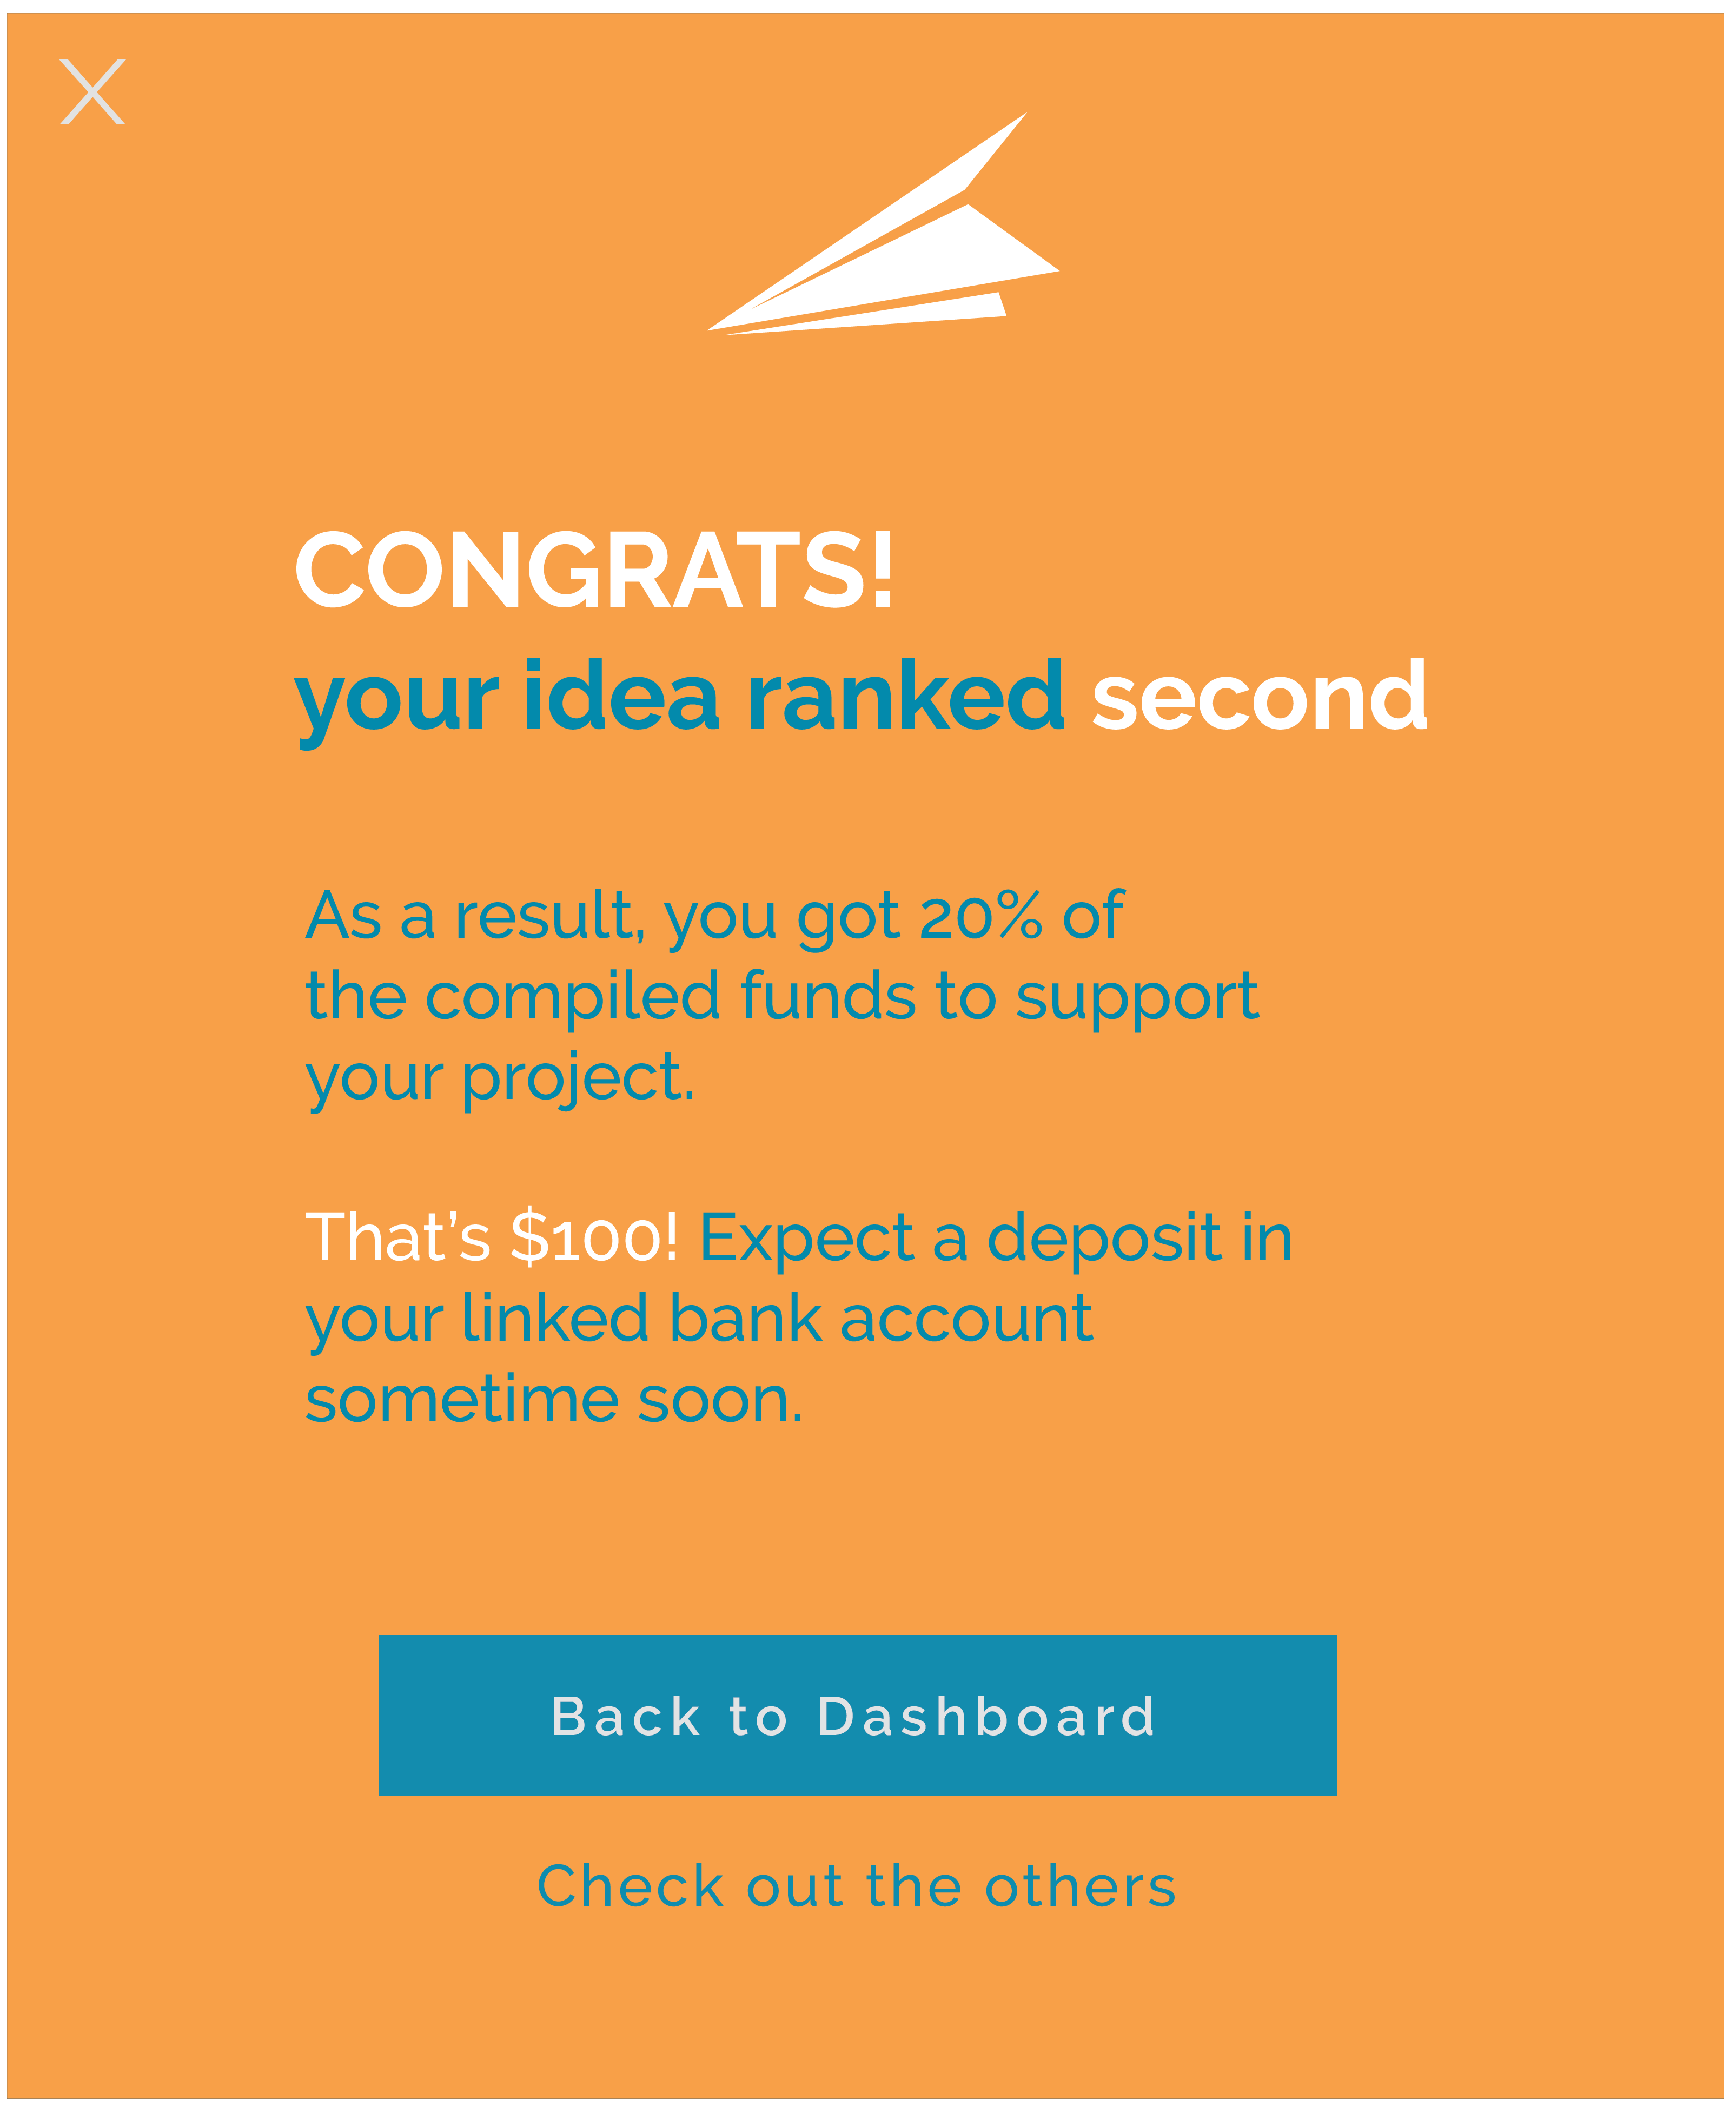 CONGRATS!
your idea ranked second
As a result, you got 20% of
the compiled funds to support
your project.
That's $100! Expect a deposit in
your linked bank account
sometime soon.
Back to Dashboard
Check out the others